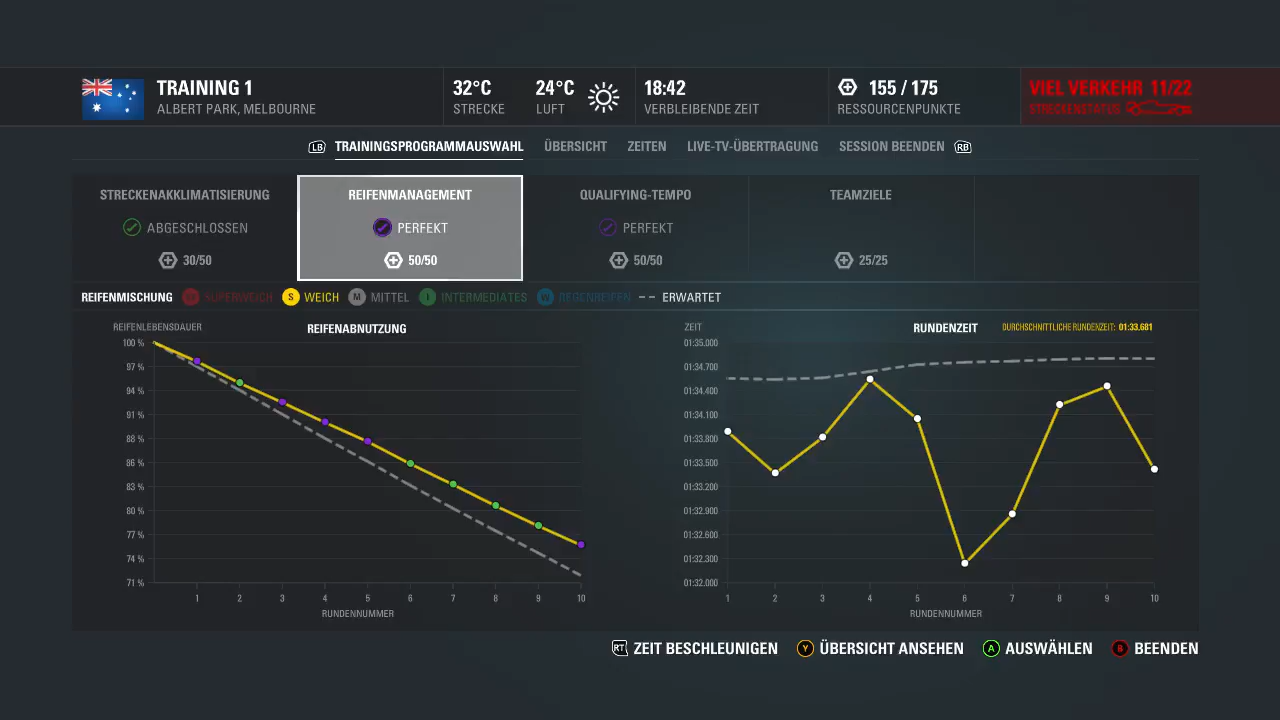 TRAINING 1
ALBERT PARK, MELBOURNE
32°C
STRECKE
24°C
LUFT
18:42
VERBLEIBENDE ZEIT
155 / 175
RESSOURCENPUNKTE
VIEL VERKEHR 11/22
STRECKENSTATUS
LB TRAININGSPROGRAMMAUSWAHL ÜBERSICHT ZEITEN LIVE-TV-ÜBERTRAGUNG SESSION BEENDEN RB
STRECKENAKKLIMATISIERUNG
ABGESCHLOSSEN
30/50
REIFENMANAGEMENT
PERFEKT
50/50
QUALIFYING-TEMPO
PERFEKT
50/50
TEAMZIELE
25/25
REIFENMISCHUNG SUPERWEICH S WEICH M MITTEL I INTERMEDIATES W REGENREIFEN ERWARTET
REIFENLEBENSDAUER REIFENABNUTZUNG
100 %
97 %
94 %
91 %
88 %
86 %
83 %
80 %
77 %
74 %
71 %
1 2 3 4 5 6 7 8 9 10
RUNDENNUMMER
ZEIT RUNDENZEIT DURCHSCHNITTLICHE RUNDENZEIT: 01:33.681
01:35.000
01:34.700
01:34.400
01:34.100
01:33.800
01:33.500
01:33.200
01:32.900
01:32.600
01:32.300
01:32.000
1 2 3 4 5 6 7 8 9 10
RUNDENNUMMER
RT ZEIT BESCHLEUNIGEN Y ÜBERSICHT ANSEHEN A AUSWÄHLEN B BEENDEN